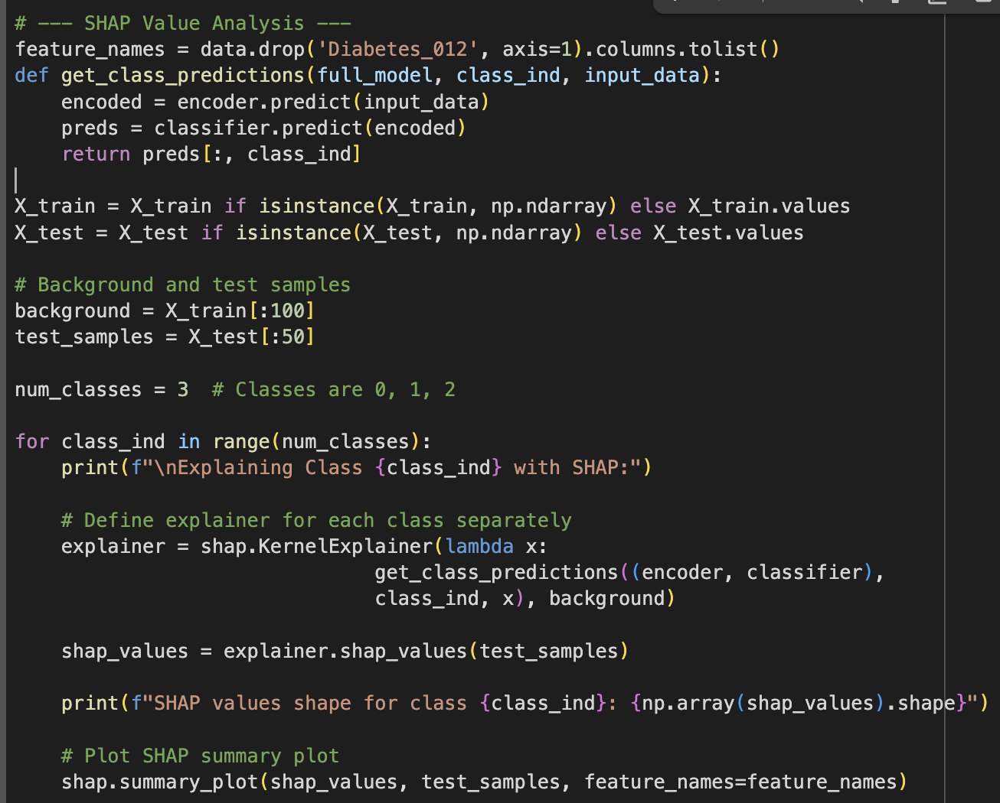 # --- SHAP Value Analysis ---
feature_names = data.drop('Diabetes_012', axis=1).columns.tolist()
def get_class_predictions(full_model, class_ind, input_data):
    encoded = encoder.predict(input_data)
    preds = classifier.predict(encoded)
    return preds[:, class_ind]
X_train = X_train if isinstance(X_train, np.ndarray) else X_train.values
X_test = X_test if isinstance(X_test, np.ndarray) else X_test.values
# Background and test samples
background = X_train[:100]
test_samples = X_test[:50]
num_classes = 3  # Classes are 0, 1, 2
for class_ind in range(num_classes):
    print(f"\nExplaining Class {class_ind} with SHAP:")
    # Define explainer for each class separately
    explainer = shap.KernelExplainer(lambda x:
                               get_class_predictions((encoder, classifier),
                               class_ind, x), background)
    shap_values = explainer.shap_values(test_samples)
    print(f"SHAP values shape for class {class_ind}: {np.array(shap_values).shape}")
    # Plot SHAP summary plot
    shap.summary_plot(shap_values, test_samples, feature_names=feature_names)